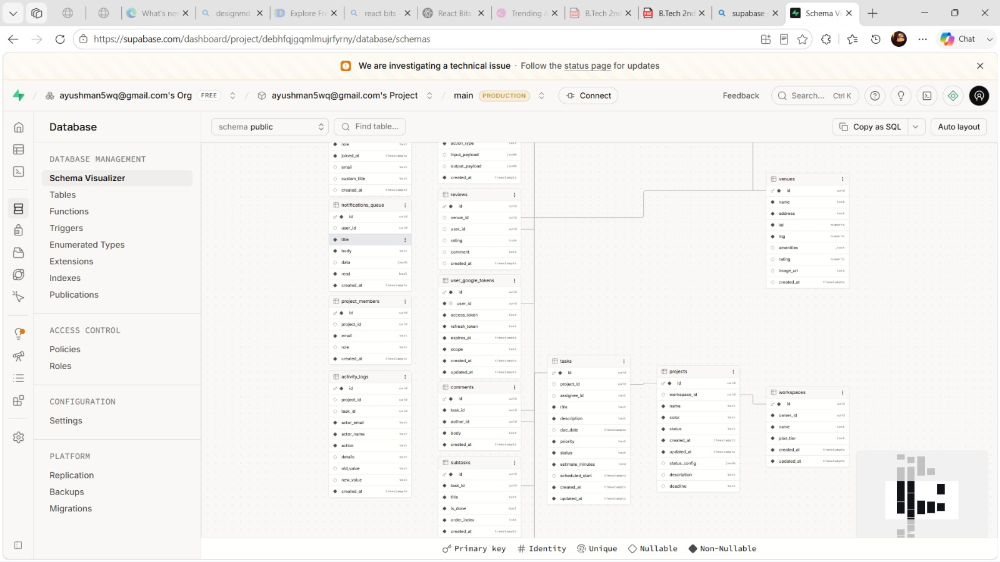 What's nev
designmd
Explore Fre
react bits -
React Bits
Trending A
B.Tech 2nd
B.Tech 2nd
supabase -
Schema Vi
https://supabase.com/dashboard/project/debhfqjgqmlmujrfyrny/database/schemas
Chat
We are investigating a technical issue · Follow the status page for updates
ayushman5wq@gmail.com's Org FREE / ayushman5wq@gmail.com's Project / main PRODUCTION
Connect
Feedback
Search... Ctrl K
Database
schema public
Find table...
Copy as SQL
Auto layout
DATABASE MANAGEMENT
Schema Visualizer
Tables
Functions
Triggers
Enumerated Types
Extensions
Indexes
Publications
ACCESS CONTROL
Policies
Roles
CONFIGURATION
Settings
PLATFORM
Replication
Backups
Migrations
role text
joined_at timestamptz
email text
custom_title text
created_at timestamptz
notifications_queue
id uuid
user_id uuid
title
body text
data jsonb
read bool
created_at timestamptz
project_members
id uuid
project_id uuid
email text
role text
created_at timestamptz
activity_logs
id uuid
project_id uuid
task_id uuid
actor_email text
actor_name text
action text
details text
old_value text
new_value text
created_at timestamptz
action_type text
input_payload jsonb
output_payload jsonb
created_at timestamptz
reviews
id uuid
venue_id uuid
user_id uuid
rating int4
comment text
created_at timestamptz
user_google_tokens
id uuid
user_id uuid
access_token text
refresh_token text
expires_at timestamptz
scope text
created_at timestamptz
updated_at timestamptz
comments
id uuid
task_id uuid
author_id uuid
body text
created_at timestamptz
subtasks
id uuid
task_id uuid
title text
is_done bool
order_index int4
created_at timestamptz
tasks
id uuid
project_id uuid
assignee_id uuid
title text
description text
due_date timestamptz
priority text
status text
estimate_minutes int4
scheduled_start timestamptz
created_at timestamptz
updated_at timestamptz
projects
id uuid
workspace_id uuid
name text
color text
status text
created_at timestamptz
updated_at timestamptz
status_config jsonb
description text
deadline text
venues
id uuid
name text
address text
lat numeric
lng numeric
amenities _text
rating numeric
image_url text
created_at timestamptz
workspaces
id uuid
owner_id uuid
name text
plan_tier text
created_at timestamptz
updated_at timestamptz
Primary key
Identity
Unique
Nullable
Non-Nullable